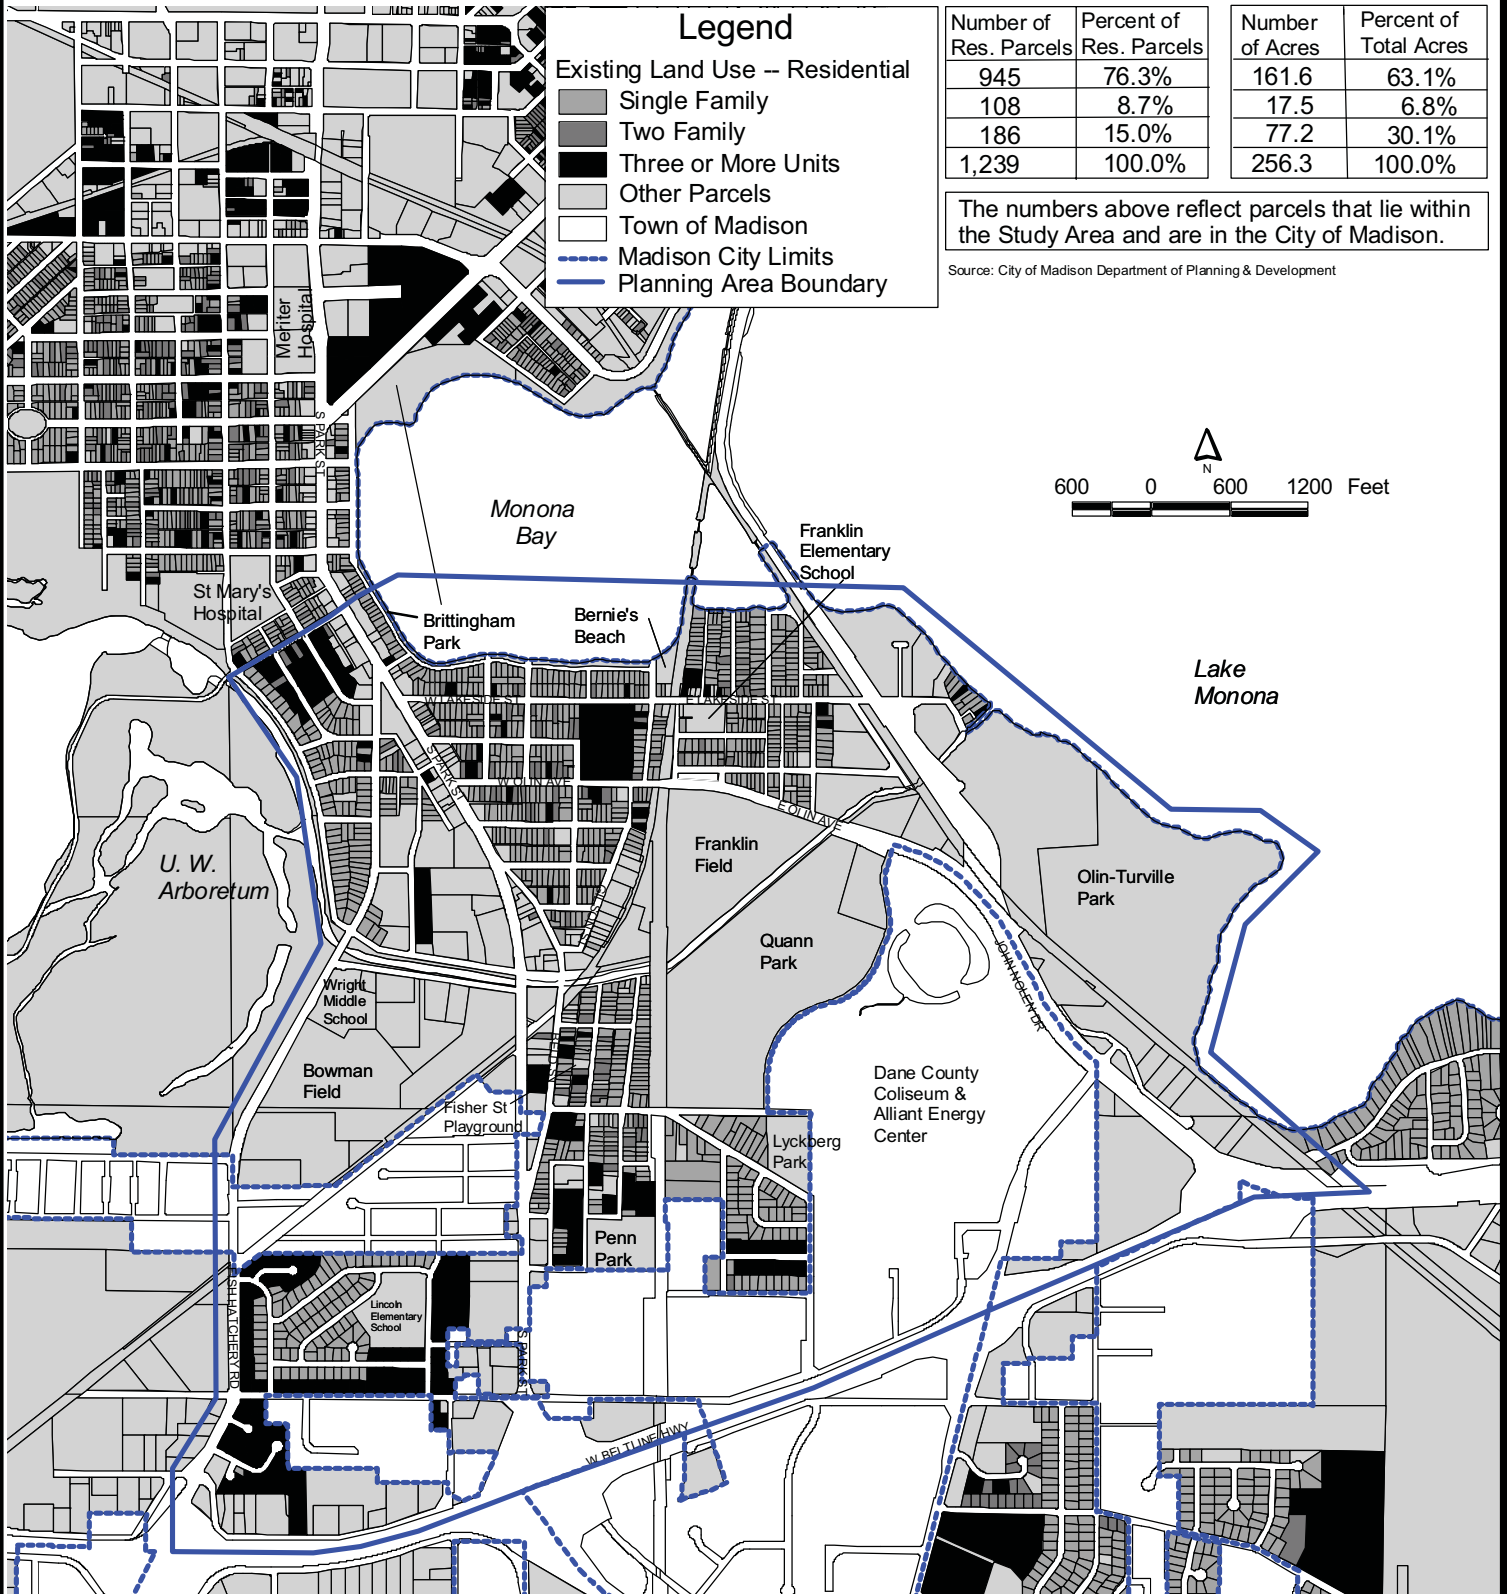 Legend
Existing Land Use -- Residential
Single Family
Two Family
Three or More Units
Other Parcels
Town of Madison
Madison City Limits
Planning Area Boundary
Number of Percent of
Res. Parcels Res. Parcels
945 76.3%
108 8.7%
186 15.0%
1,239 100.0%
Number Percent of
of Acres Total Acres
161.6 63.1%
17.5 6.8%
77.2 30.1%
256.3 100.0%
The numbers above reflect parcels that lie within
the Study Area and are in the City of Madison.
Source: City of Madison Department of Planning & Development
Meriter
Hospital
S PARK ST
N
600 0 600 1200 Feet
Monona
Bay
Franklin
Elementary
School
St Mary's
Hospital
Brittingham
Park
Bernie's
Beach
Lake
Monona
W LAKESIDE ST
E LAKESIDE ST
S PARK ST
W OLIN AVE
E OLIN AVE
Franklin
Field
U. W.
Arboretum
Olin-Turville
Park
Quann
Park
JOHN NOLEN DR
Wright
Middle
School
Bowman
Field
Dane County
Coliseum &
Alliant Energy
Center
Fisher St
Playground
Lyckberg
Park
Penn
Park
Lincoln
Elementary
School
FISH HATCHERY RD
S PARK ST
W BELTLINE HWY